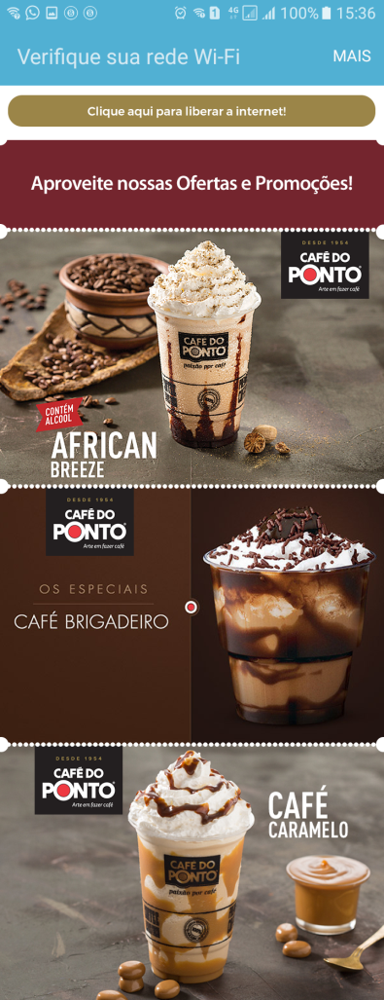 4G
1
100%
15:36
Verifique sua rede Wi-Fi
MAIS
Clique aqui para liberar a internet!
Aproveite nossas Ofertas e Promoções!
DESDE 1954
CAFÉ DO
PONTO
Arte em fazer café
CAFÉ DO
PONTO
paixão por café
CONTÉM
ÁLCOOL
AFRICAN
BREEZE
DESDE 1954
CAFÉ DO
PONTO
Arte em fazer café
OS ESPECIAIS
CAFÉ BRIGADEIRO
DESDE 1954
CAFÉ DO
PONTO
Arte em fazer café
CAFÉ
CARAMELO
CAFÉ DO
PONTO
paixão por café